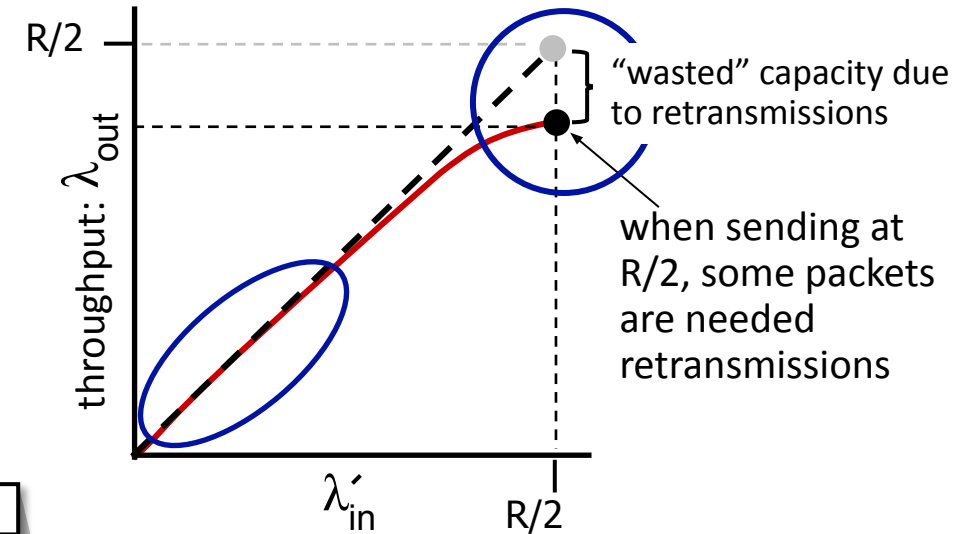 R/2
“wasted” capacity due
to retransmissions
throughput: λout
when sending at
R/2, some packets
are needed
retransmissions
λ′in
R/2